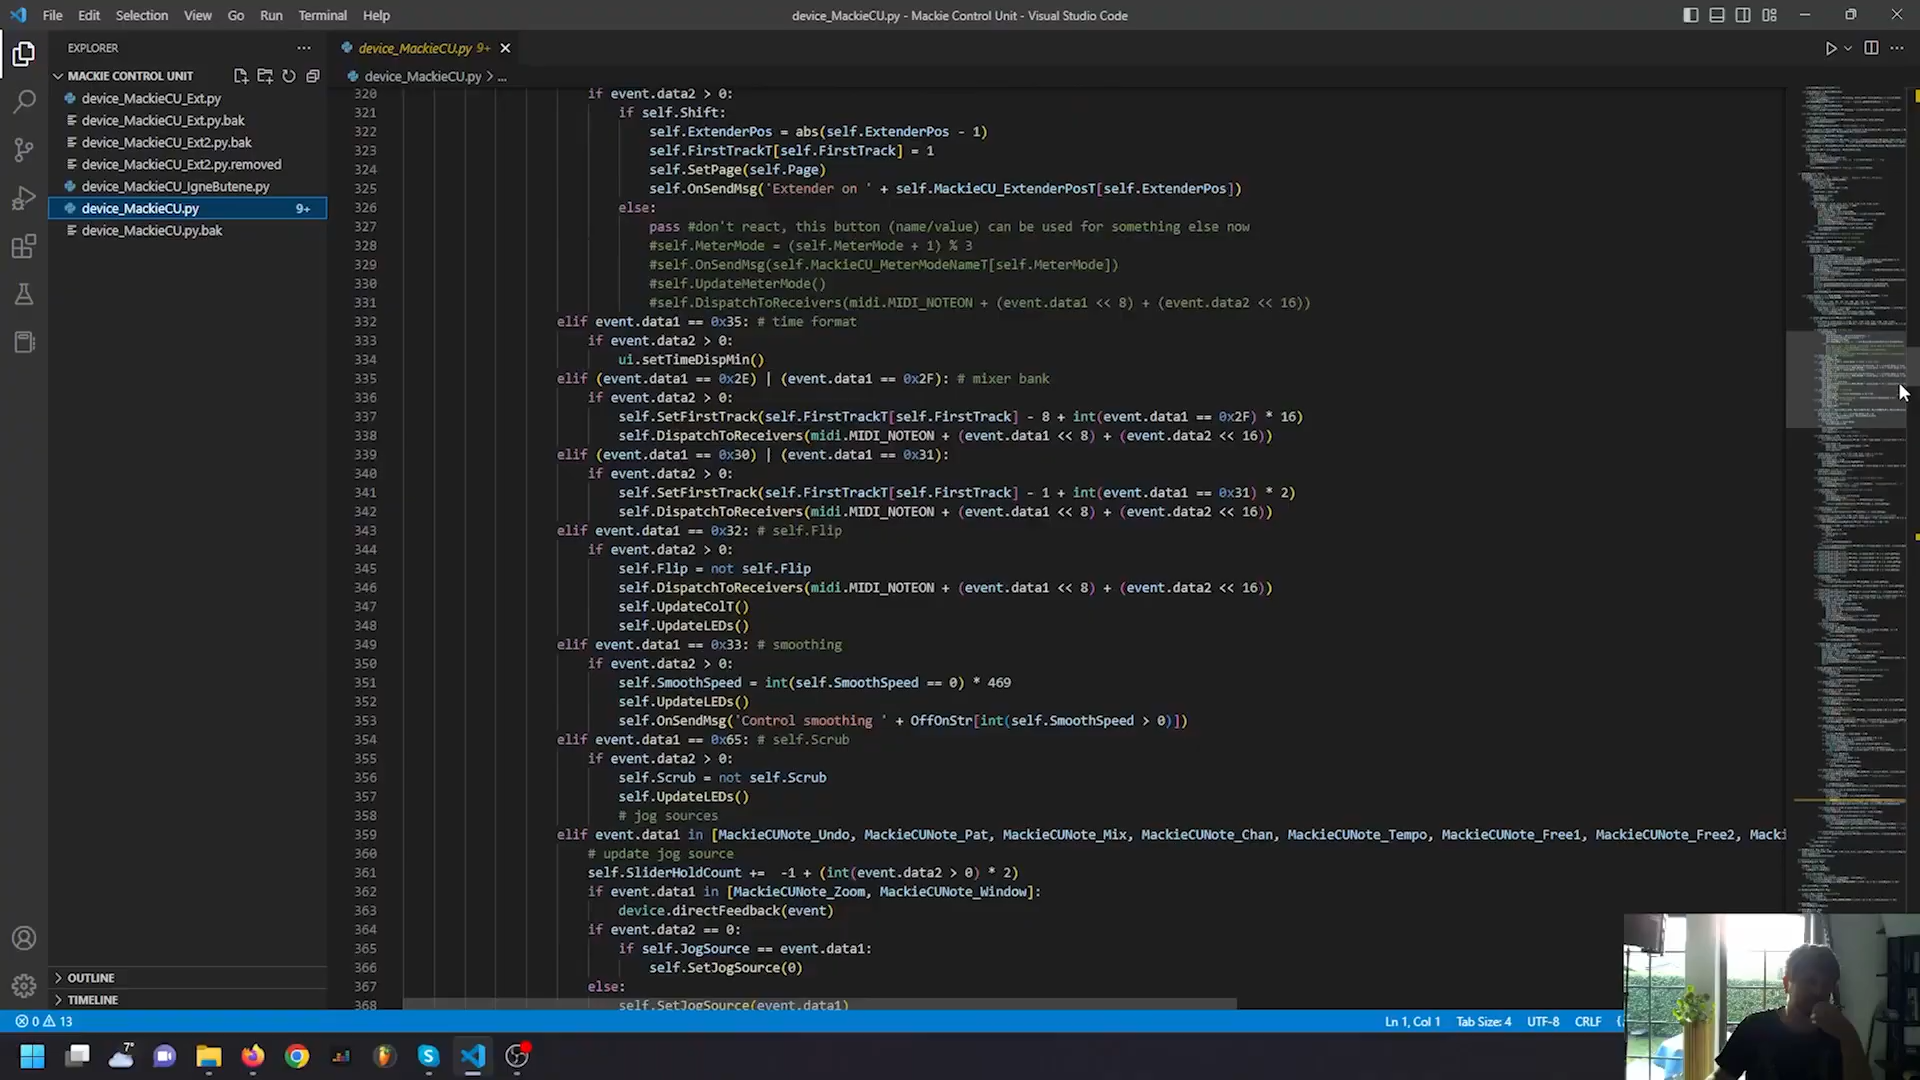 File Edit Selection View Go Run Terminal Help
device_MackieCU.py - Mackie Control Unit - Visual Studio Code
EXPLORER
MACKIE CONTROL UNIT
device_MackieCU_Ext.py
device_MackieCU_Ext.py.bak
device_MackieCU_Ext2.py.bak
device_MackieCU_Ext2.py.removed
device_MackieCU_IgneButene.py
device_MackieCU.py 9+
device_MackieCU.py.bak
OUTLINE
TIMELINE
device_MackieCU.py 9+
device_MackieCU.py > ...
320 if event.data2 > 0:
321 if self.Shift:
322 self.ExtenderPos = abs(self.ExtenderPos - 1)
323 self.FirstTrackT[self.FirstTrack] = 1
324 self.SetPage(self.Page)
325 self.OnSendMsg('Extender on ' + self.MackieCU_ExtenderPosT[self.ExtenderPos])
326 else:
327 pass #don't react, this button (name/value) can be used for something else now
328 #self.MeterMode = (self.MeterMode + 1) % 3
329 #self.OnSendMsg(self.MackieCU_MeterModeNameT[self.MeterMode])
330 #self.UpdateMeterMode()
331 #self.DispatchToReceivers(midi.MIDI_NOTEON + (event.data1 << 8) + (event.data2 << 16))
332 elif event.data1 == 0x35: # time format
333 if event.data2 > 0:
334 ui.setTimeDispMin()
335 elif (event.data1 == 0x2E) | (event.data1 == 0x2F): # mixer bank
336 if event.data2 > 0:
337 self.SetFirstTrack(self.FirstTrackT[self.FirstTrack] - 8 + int(event.data1 == 0x2F) * 16)
338 self.DispatchToReceivers(midi.MIDI_NOTEON + (event.data1 << 8) + (event.data2 << 16))
339 elif (event.data1 == 0x30) | (event.data1 == 0x31):
340 if event.data2 > 0:
341 self.SetFirstTrack(self.FirstTrackT[self.FirstTrack] - 1 + int(event.data1 == 0x31) * 2)
342 self.DispatchToReceivers(midi.MIDI_NOTEON + (event.data1 << 8) + (event.data2 << 16))
343 elif event.data1 == 0x32: # self.Flip
344 if event.data2 > 0:
345 self.Flip = not self.Flip
346 self.DispatchToReceivers(midi.MIDI_NOTEON + (event.data1 << 8) + (event.data2 << 16))
347 self.UpdateColT()
348 self.UpdateLEDs()
349 elif event.data1 == 0x33: # smoothing
350 if event.data2 > 0:
351 self.SmoothSpeed = int(self.SmoothSpeed == 0) * 469
352 self.UpdateLEDs()
353 self.OnSendMsg('Control smoothing ' + OffOnStr[int(self.SmoothSpeed > 0)])
354 elif event.data1 == 0x65: # self.Scrub
355 if event.data2 > 0:
356 self.Scrub = not self.Scrub
357 self.UpdateLEDs()
358 # jog sources
359 elif event.data1 in [MackieCUNote_Undo, MackieCUNote_Pat, MackieCUNote_Mix, MackieCUNote_Chan, MackieCUNote_Tempo, MackieCUNote_Free1, MackieCUNote_Free2, Macki
360 # update jog source
361 self.SliderHoldCount += -1 + (int(event.data2 > 0) * 2)
362 if event.data1 in [MackieCUNote_Zoom, MackieCUNote_Window]:
363 device.directFeedback(event)
364 if event.data2 == 0:
365 if self.JogSource == event.data1:
366 self.SetJogSource(0)
367 else:
368 self.SetJogSource(event.data1)
0 13
Ln 1, Col 1 Tab Size: 4 UTF-8 CRLF {
7°